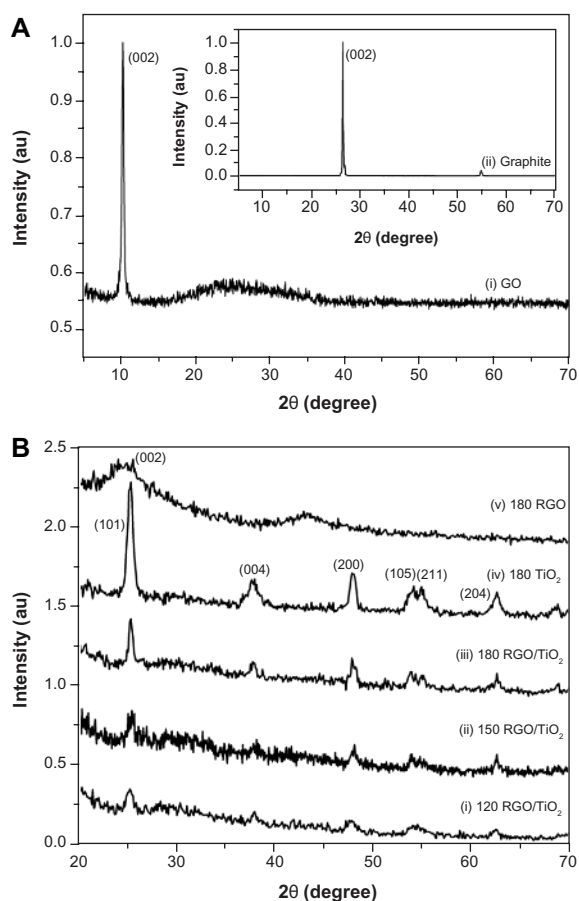 A
1.0
0.9
0.8
0.7
0.6
0.5
Intensity (au)
(002)
(i) GO
10 20 30 40 50 60 70
2θ (degree)
1.0
0.8
0.6
0.4
0.2
0.0
Intensity (au)
(002)
(ii) Graphite
10 20 30 40 50 60 70
2θ (degree)
B
2.5
2.0
1.5
1.0
0.5
0.0
Intensity (au)
(002)
(v) 180 RGO
(101)
(004)
(200)
(105) (211)
(204)
(iv) 180 TiO₂
(iii) 180 RGO/TiO₂
(ii) 150 RGO/TiO₂
(i) 120 RGO/TiO₂
20 30 40 50 60 70
2θ (degree)